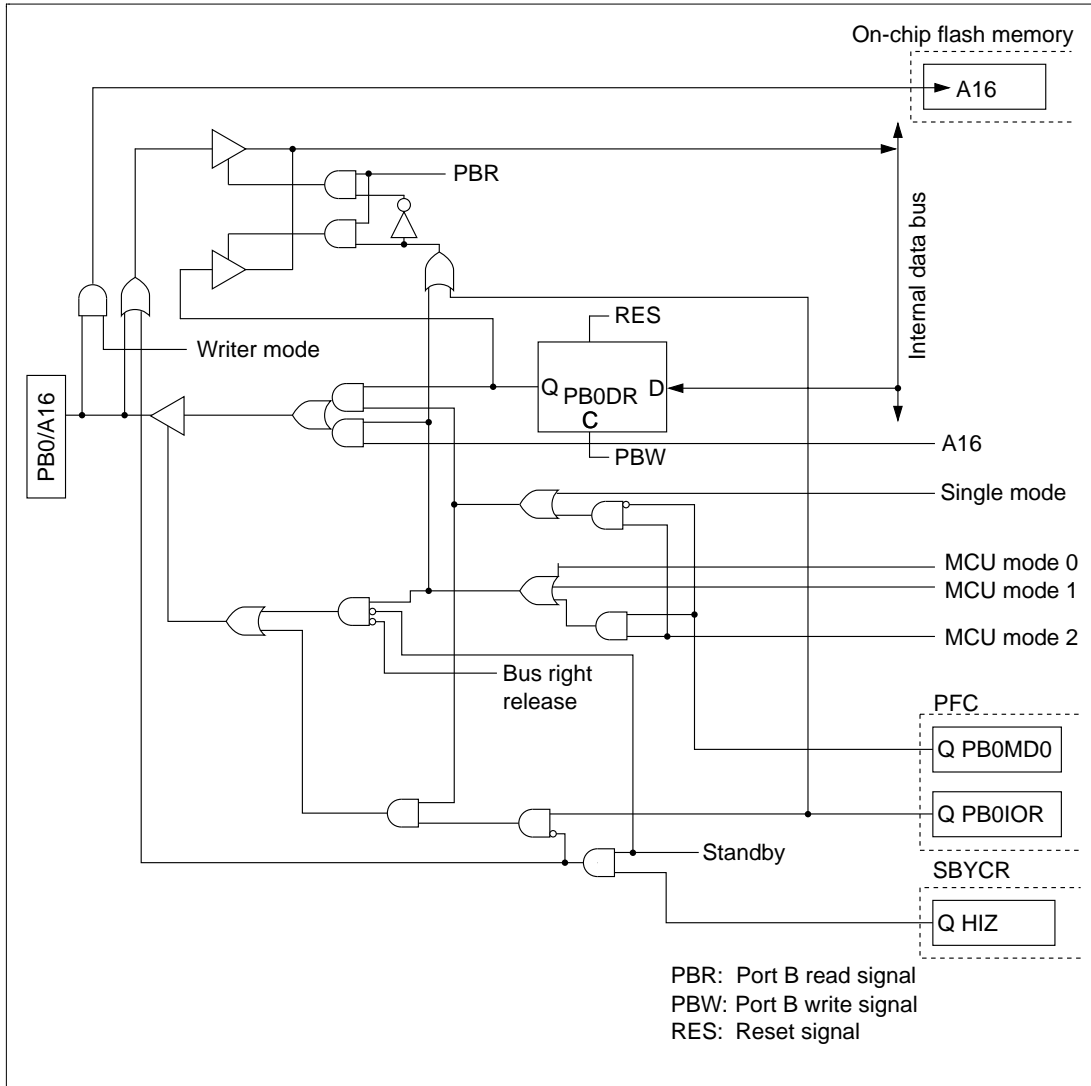 On-chip flash memory
A16
PBR
Internal data bus
RES
Writer mode
Q PB0DR D
C
PB0/A16
PBW
A16
Single mode
MCU mode 0
MCU mode 1
MCU mode 2
Bus right
release
PFC
Q PB0MD0
Q PB0IOR
Standby
SBYCR
Q HIZ
PBR: Port B read signal
PBW: Port B write signal
RES: Reset signal